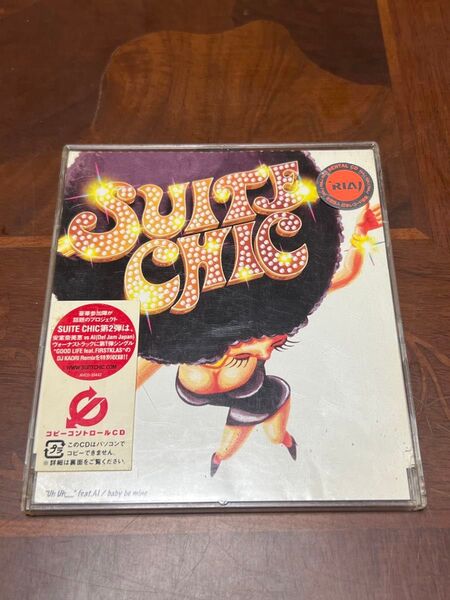 SUITE
CHIC
RIAJ
豪華参加陣が
話題のプロジェクト
SUITE CHIC第2弾は、
安室奈美恵 vs AI(Def Jam Japan)
ヴォーナストラックに第1弾シングル
"GOOD LIFE feat.FIRSTKLAS"の
DJ KAORI Remixを特別収録!!
WWW.SUITECHIC.COM
コピーコントロールCD
このCDはパソコンで
コピーできません。
※詳細は裏面をご覧ください。
"Uh Uh,,,,,," feat.AI / baby be mine